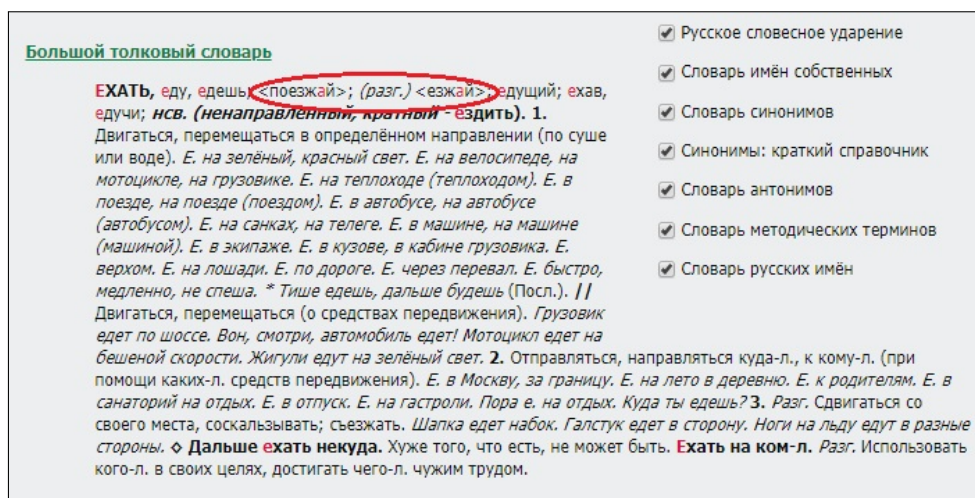 Большой толковый словарь
ЕХАТЬ, еду, едешь; <поезжай>; (разг.) <езжай>; едущий; ехав,
едучи; нсв. (ненаправленный, кратный - ездить). 1.
Двигаться, перемещаться в определённом направлении (по суше
или воде). Е. на зелёный, красный свет. Е. на велосипеде, на
мотоцикле, на грузовике. Е. на теплоходе (теплоходом). Е. в
поезде, на поезде (поездом). Е. в автобусе, на автобусе
(автобусом). Е. на санках, на телеге. Е. в машине, на машине
(машиной). Е. в экипаже. Е. в кузове, в кабине грузовика. Е.
верхом. Е. на лошади. Е. по дороге. Е. через перевал. Е. быстро,
медленно, не спеша. * Тише едешь, дальше будешь (Посл.). //
Двигаться, перемещаться (о средствах передвижения). Грузовик
едет по шоссе. Вон, смотри, автомобиль едет! Мотоцикл едет на
бешеной скорости. Жигули едут на зелёный свет. 2. Отправляться, направляться куда-л., к кому-л. (при
помощи каких-л. средств передвижения). Е. в Москву, за границу. Е. на лето в деревню. Е. к родителям. Е. в
санаторий на отдых. Е. в отпуск. Е. на гастроли. Пора е. на отдых. Куда ты едешь? 3. Разг. Сдвигаться со
своего места, соскальзывать; съезжать. Шапка едет набок. Галстук едет в сторону. Ноги на льду едут в разные
стороны. ◇ Дальше ехать некуда. Хуже того, что есть, не может быть. Ехать на ком-л. Разг. Использовать
кого-л. в своих целях, достигать чего-л. чужим трудом.
Русское словесное ударение
Словарь имён собственных
Словарь синонимов
Синонимы: краткий справочник
Словарь антонимов
Словарь методических терминов
Словарь русских имён